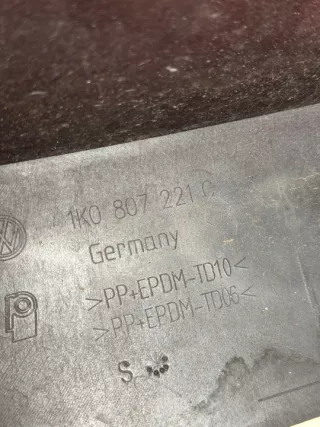 1K0 807 221 C
Germany
>PP+EPDM-TD10<
>PP+EPDM-TD06<
S